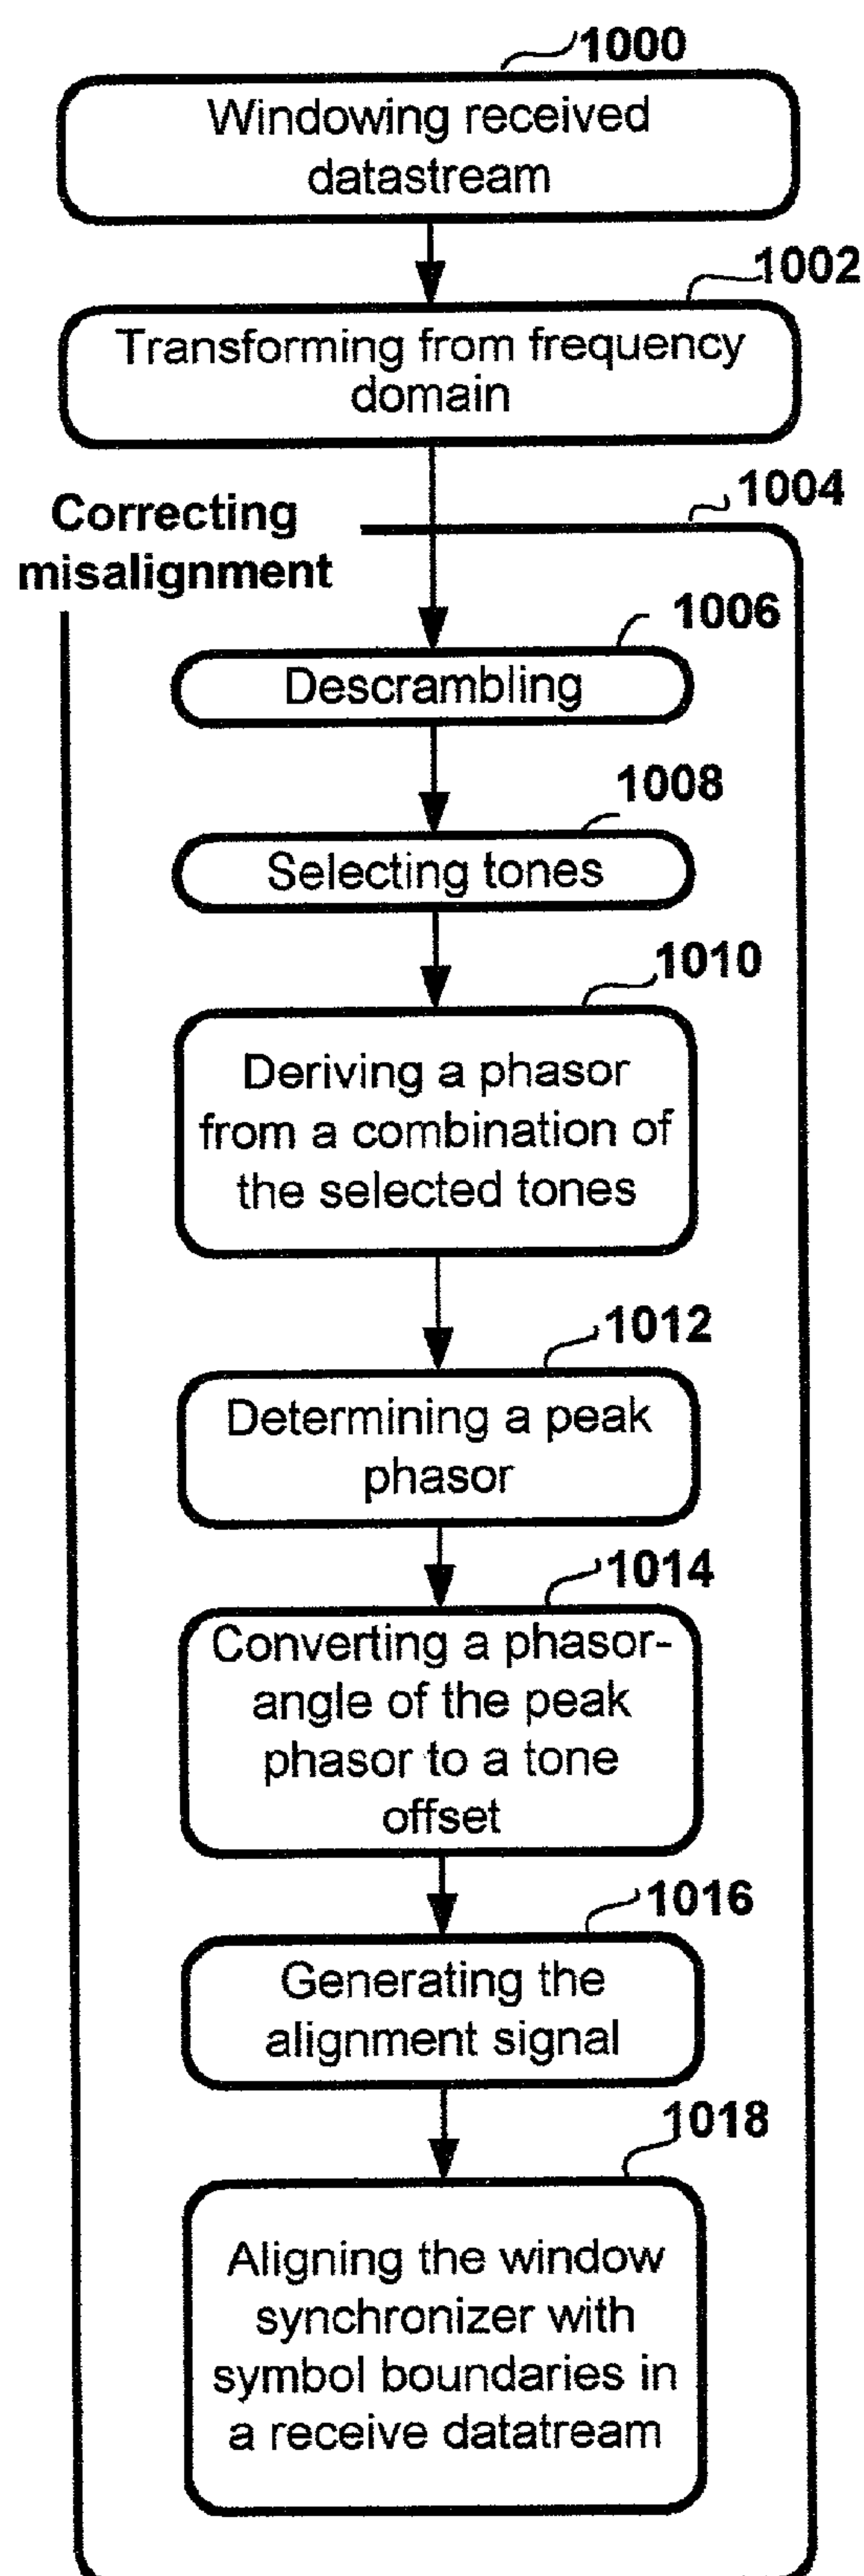 1000
Windowing received
datastream
1002
Transforming from frequency
domain
1004
Correcting
misalignment
1006
Descrambling
1008
Selecting tones
1010
Deriving a phasor
from a combination of
the selected tones
1012
Determining a peak
phasor
1014
Converting a phasor-
angle of the peak
phasor to a tone
offset
1016
Generating the
alignment signal
1018
Aligning the window
synchronizer with
symbol boundaries in
a receive datatream